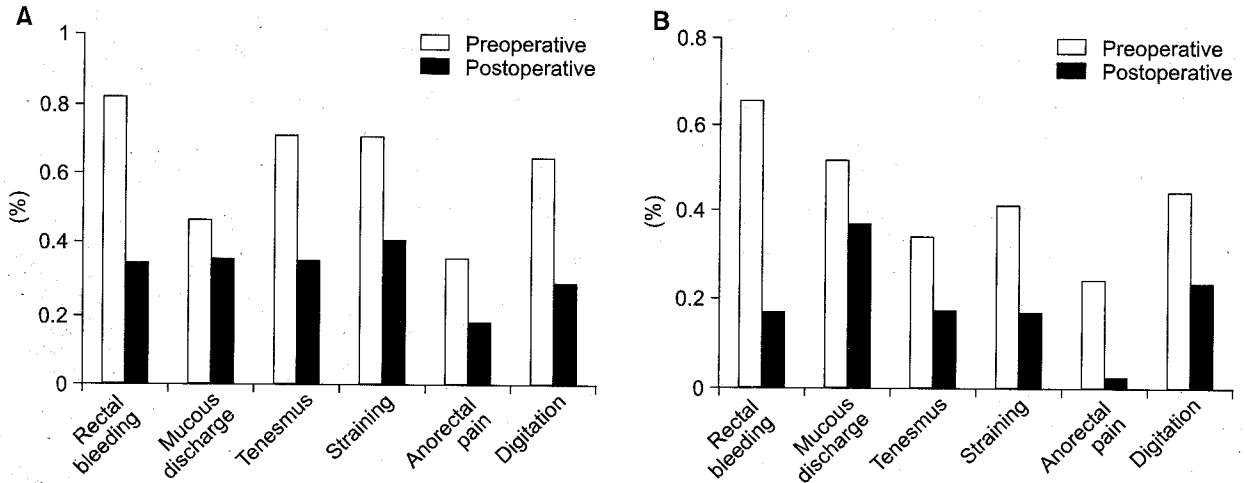 A
1
0.8
0.6
0.4
0.2
0
(%)
Preoperative
Postoperative
Rectal
bleeding
Mucous
discharge
Tenesmus
Straining
Anorectal
pain
Digitation
B
0.8
0.6
0.4
0.2
0
(%)
Preoperative
Postoperative
Rectal
bleeding
Mucous
discharge
Tenesmus
Straining
Anorectal
pain
Digitation